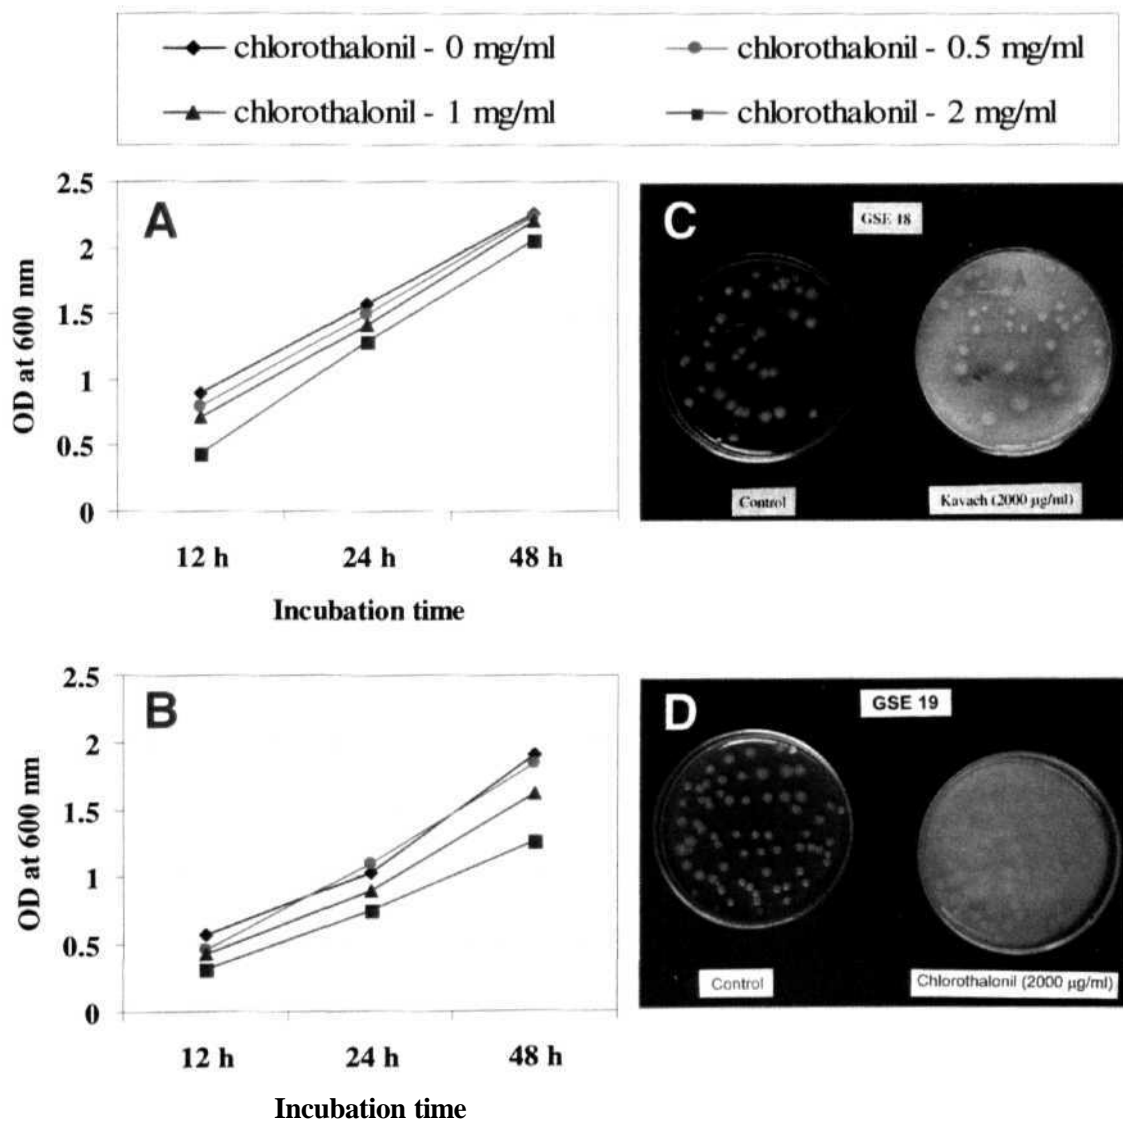 chlorothalonil - 0 mg/ml
chlorothalonil - 0.5 mg/ml
chlorothalonil - 1 mg/ml
chlorothalonil - 2 mg/ml
A
2.5
2
1.5
1
0.5
0
OD at 600 nm
12 h
24 h
48 h
Incubation time
C
GSE 18
Control
Kavach (2000 µg/ml)
B
2.5
2
1.5
1
0.5
0
OD at 600 nm
12 h
24 h
48 h
Incubation time
D
GSE 19
Control
Chlorothalonil (2000 µg/ml)